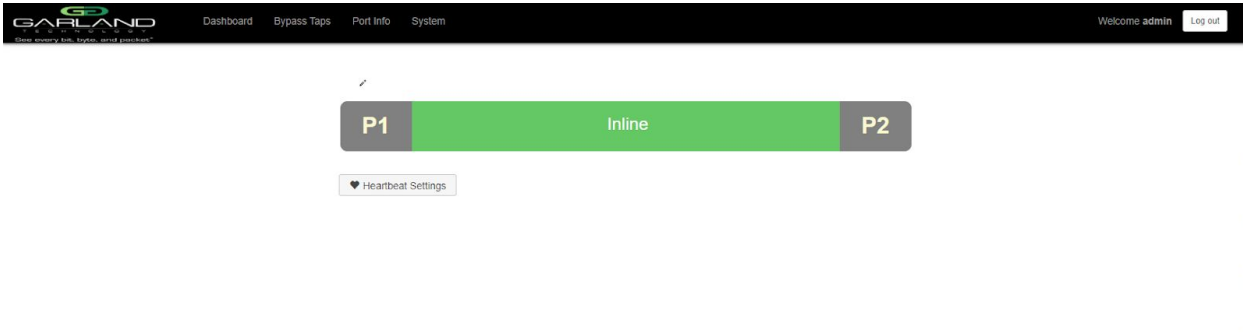 GARLAND
TECHNOLOGY
See every bit, byte, and packet®
Dashboard Bypass Taps Port Info System
Welcome admin Log out
P1 Inline P2
Heartbeat Settings